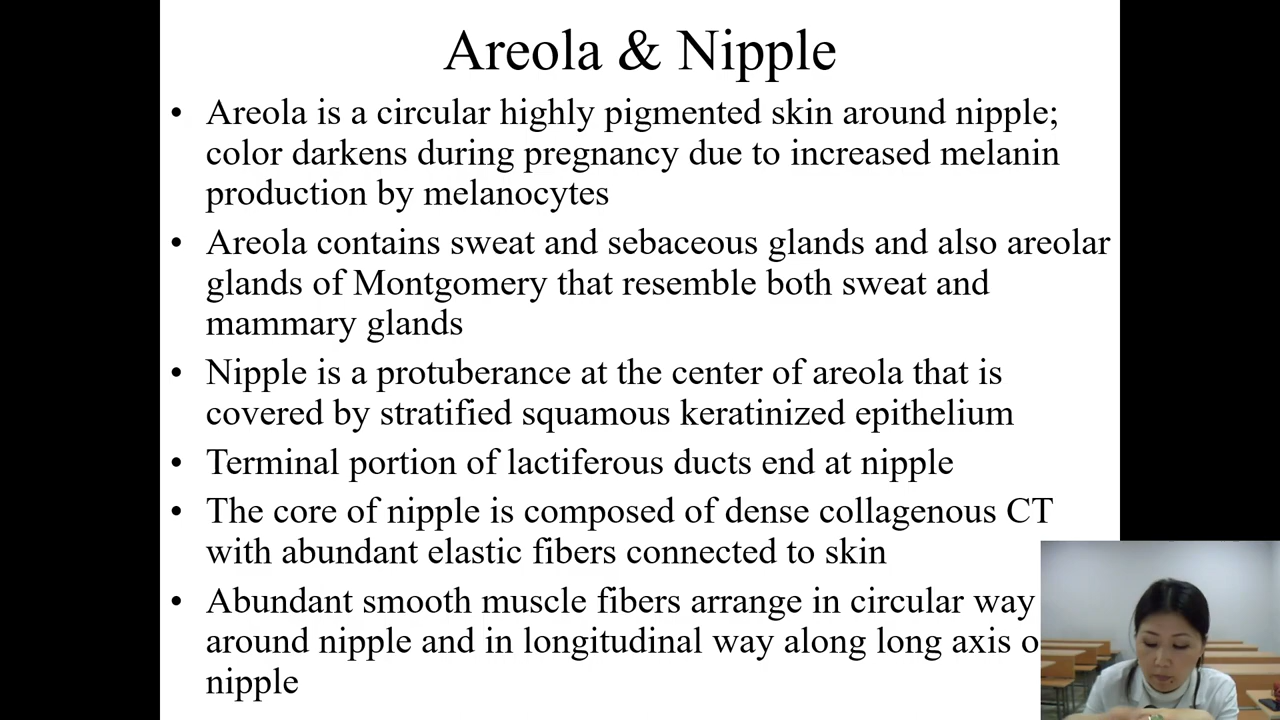 Areola & Nipple
• Areola is a circular highly pigmented skin around nipple;
color darkens during pregnancy due to increased melanin
production by melanocytes
• Areola contains sweat and sebaceous glands and also areolar
glands of Montgomery that resemble both sweat and
mammary glands
• Nipple is a protuberance at the center of areola that is
covered by stratified squamous keratinized epithelium
• Terminal portion of lactiferous ducts end at nipple
• The core of nipple is composed of dense collagenous CT
with abundant elastic fibers connected to skin
• Abundant smooth muscle fibers arrange in circular way
around nipple and in longitudinal way along long axis
nipple